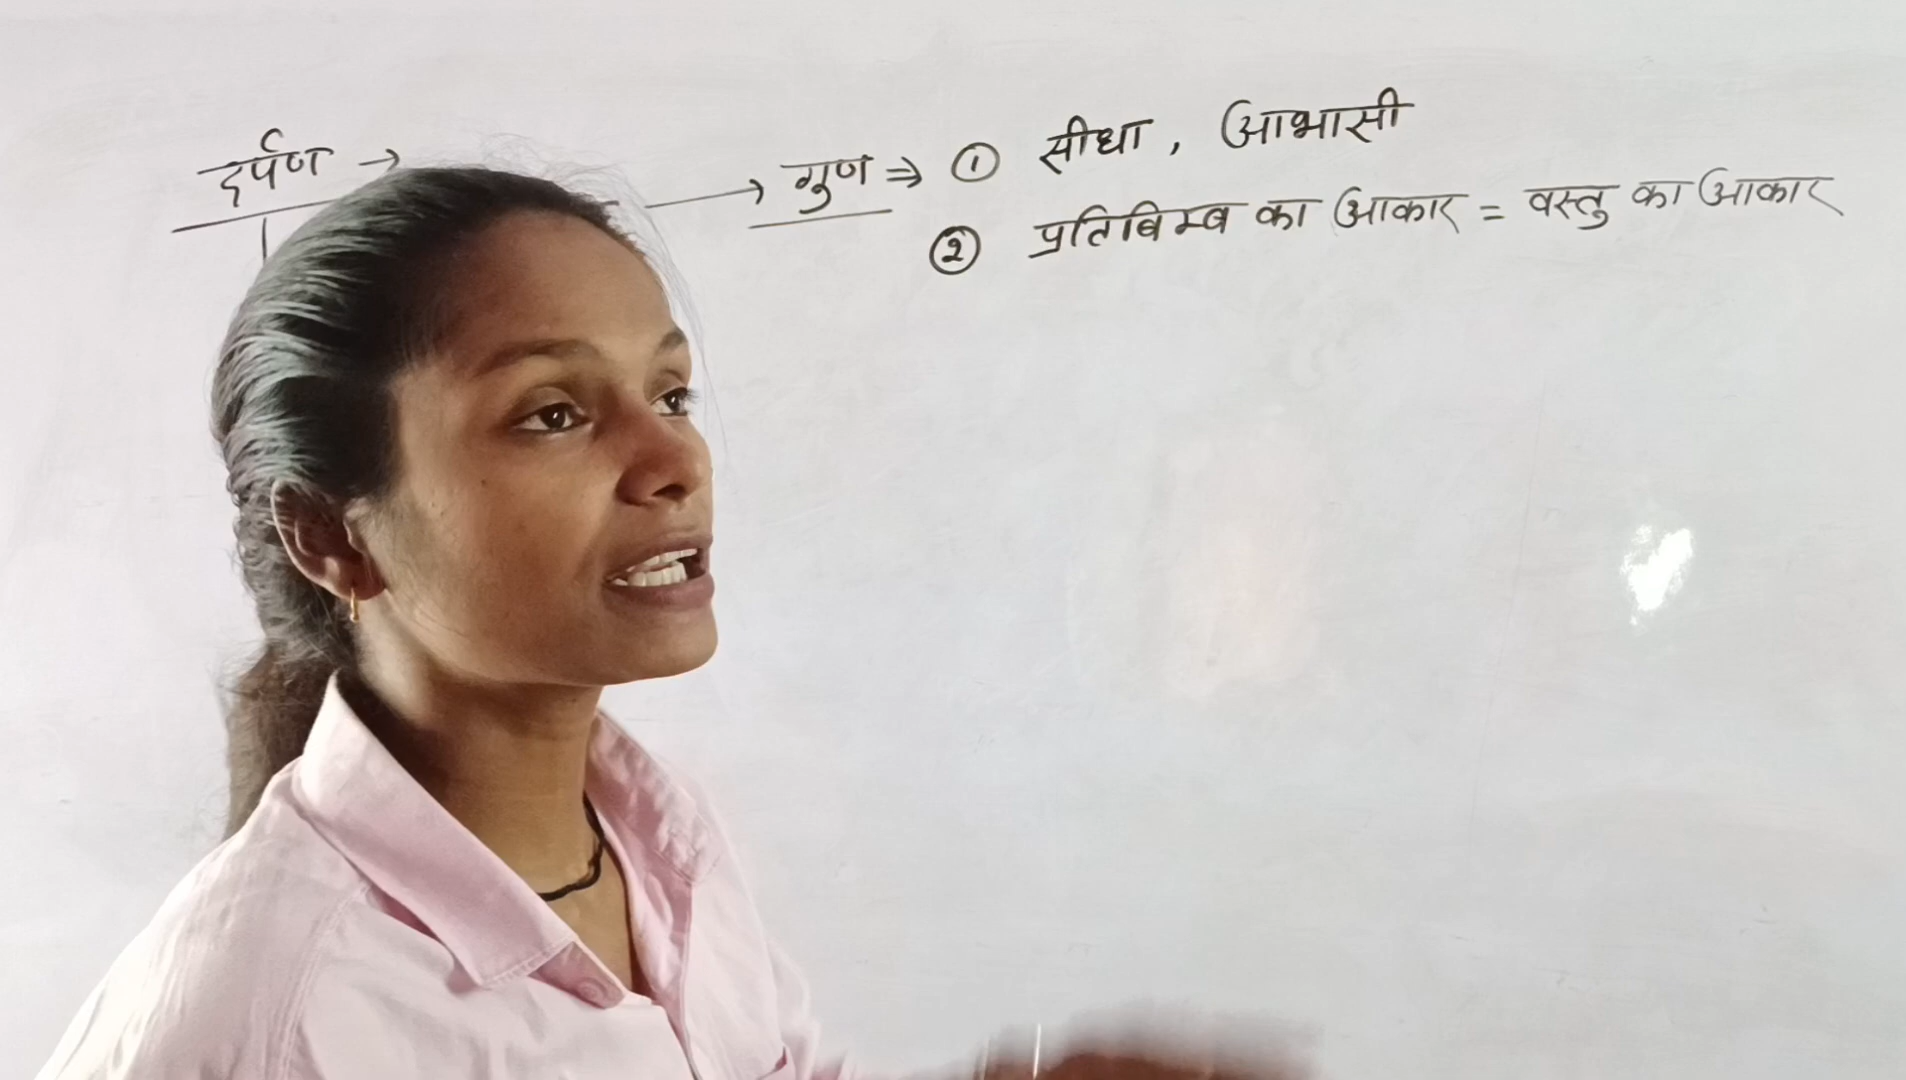 दर्पण → → गुण ⇒ ① सीधा, आभासी
② प्रतिबिम्ब का आकार = वस्तु का आकार